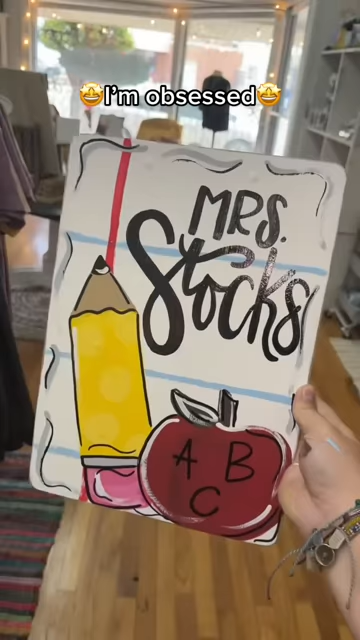 🤩I'm obsessed🤩
MRS.
Stocks
A B
C